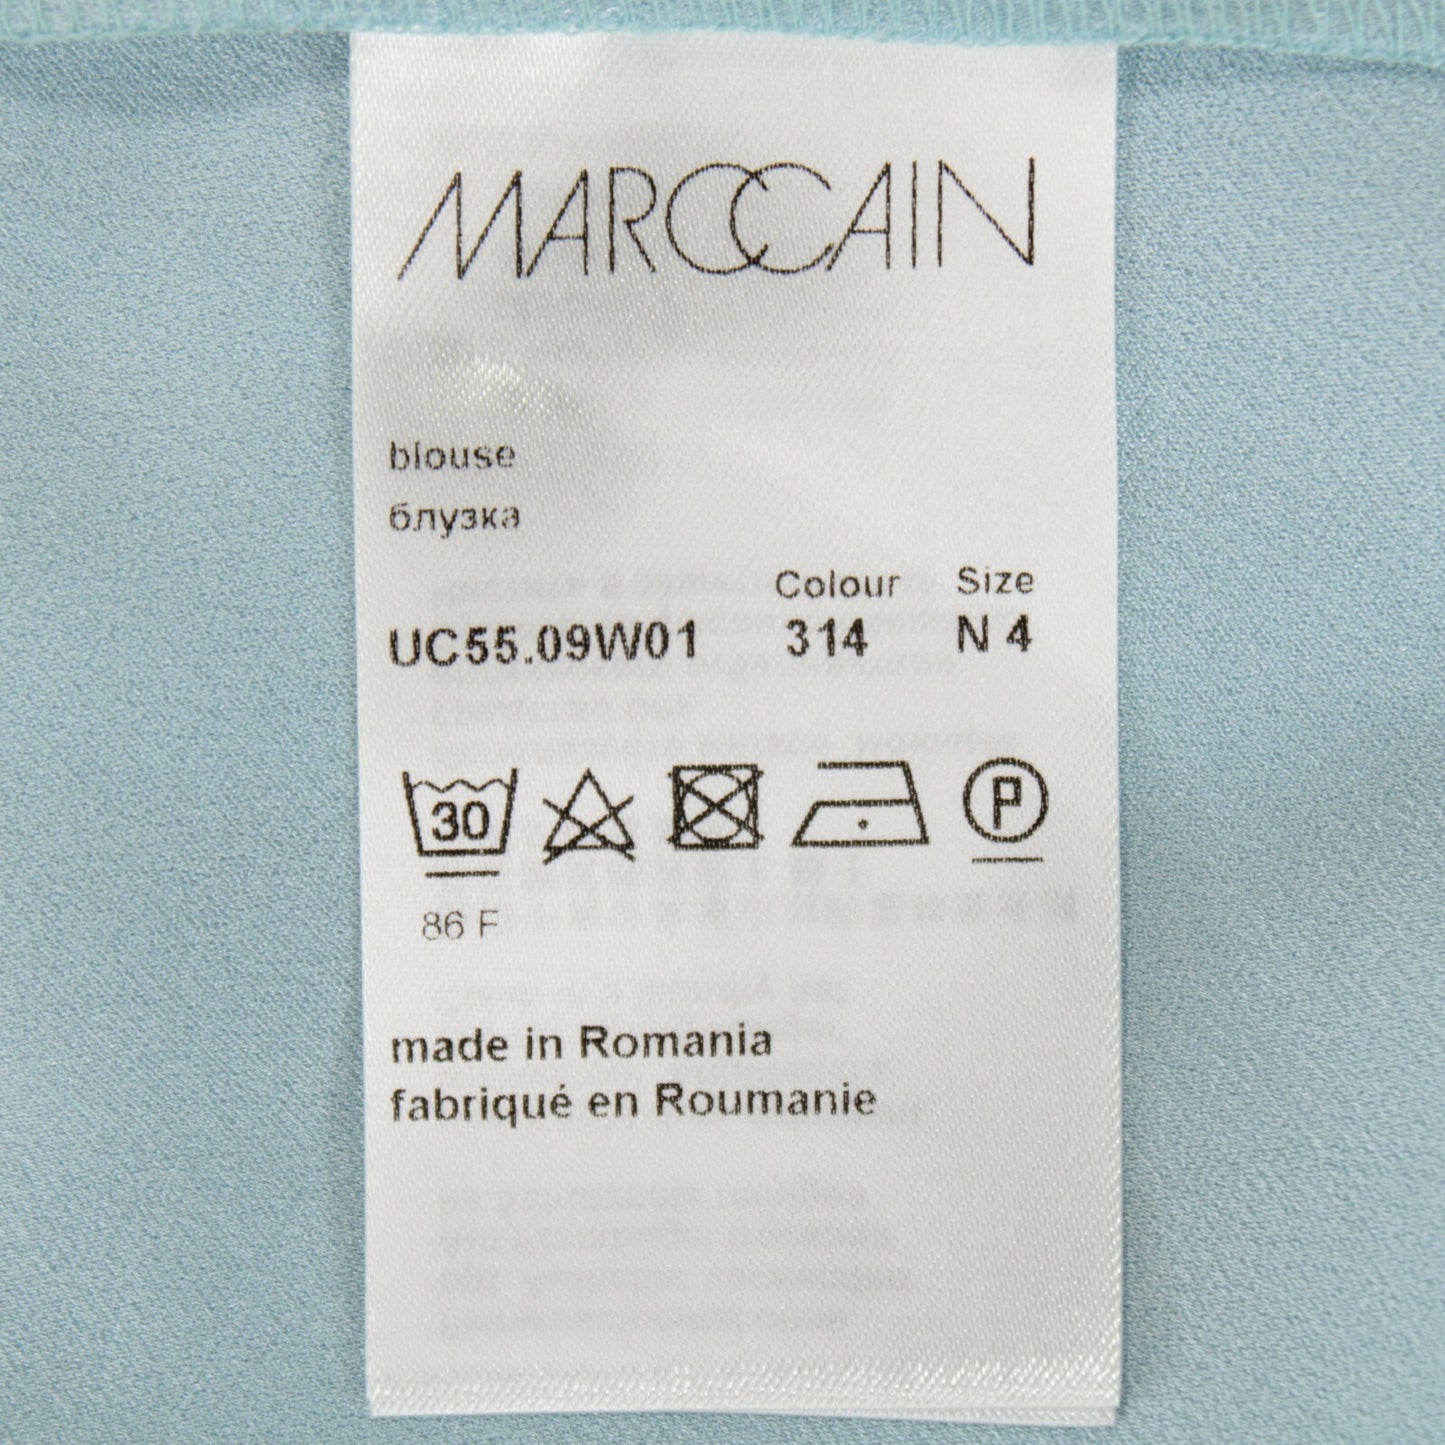 MARCCAIN
blouse
блузка
Colour Size
UC55.09W01 314 N 4
30 P
86 F
made in Romania
fabriqué en Roumanie